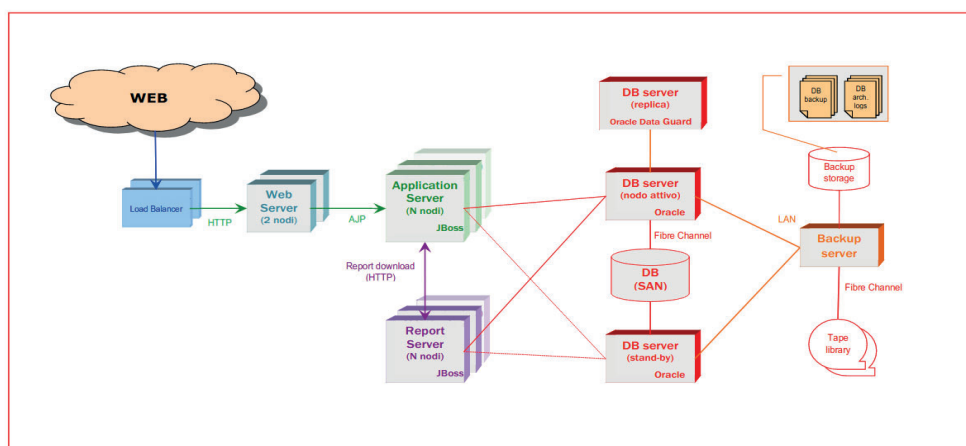 WEB
Load Balancer
HTTP
Web
Server
(2 nodi)
AJP
Application
Server
(N nodi)
JBoss
Report download
(HTTP)
Report
Server
(N nodi)
JBoss
DB server
(replica)
Oracle Data Guard
DB server
(nodo attivo)
Oracle
Fibre Channel
DB
(SAN)
DB server
(stand-by)
Oracle
LAN
DB
backup
DB
arch.
logs
Backup
storage
Backup
server
Fibre Channel
Tape
library